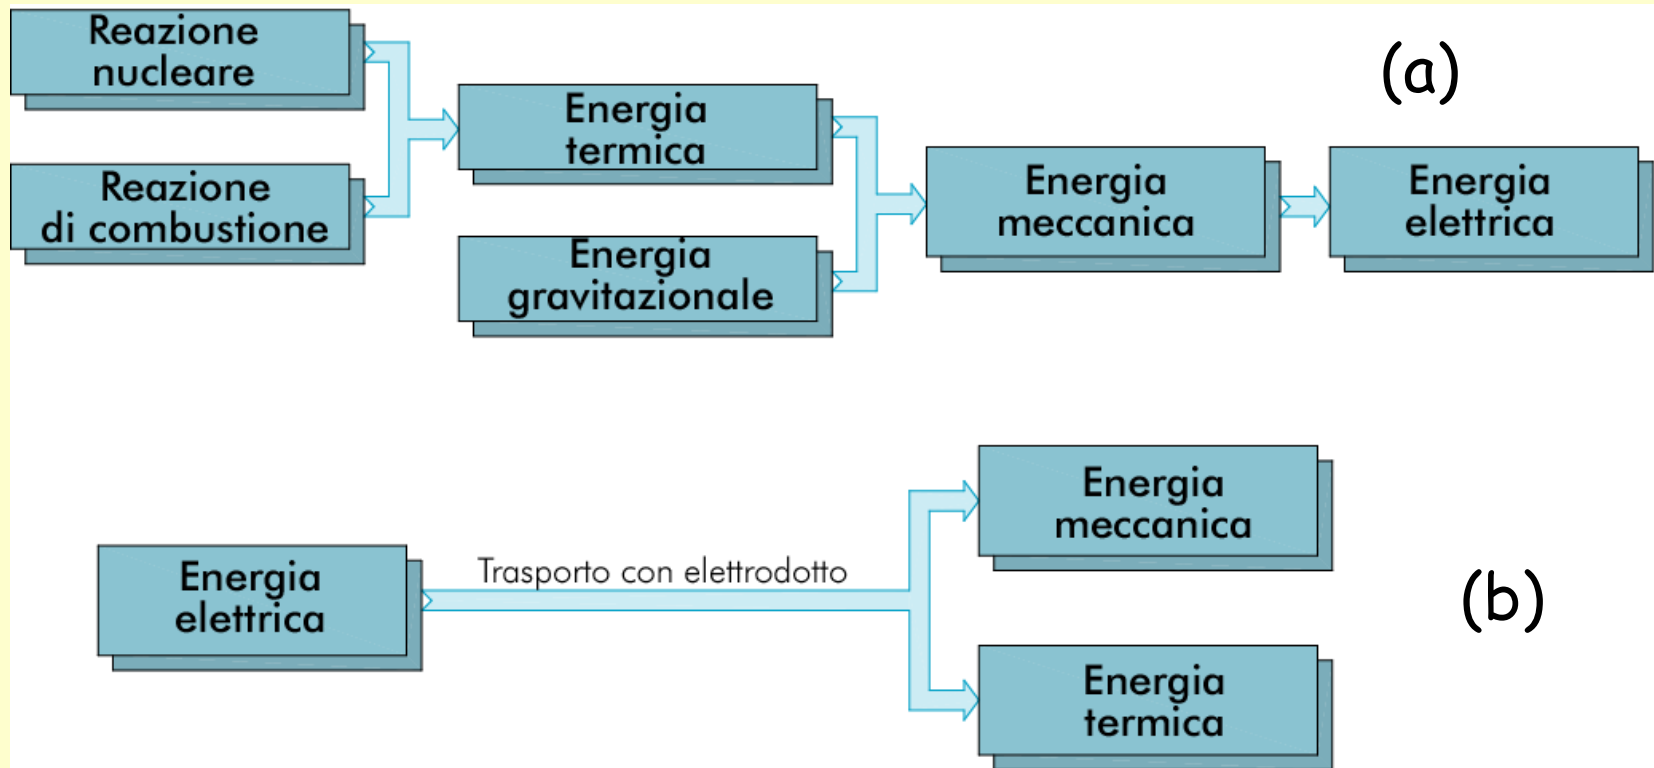 Reazione
nucleare
Reazione
di combustione
Energia
termica
Energia
gravitazionale
Energia
meccanica
Energia
elettrica
(a)
Energia
elettrica
Trasporto con elettrodotto
Energia
meccanica
Energia
termica
(b)